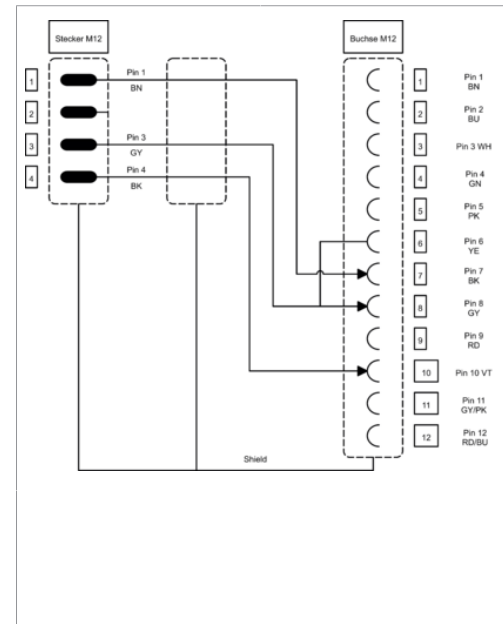 Stecker M12
Buchse M12
1
Pin 1
BN
2
3
Pin 3
GY
4
Pin 4
BK
1
Pin 1
BN
2
Pin 2
BU
3
Pin 3 WH
4
Pin 4
GN
5
Pin 5
PK
6
Pin 6
YE
7
Pin 7
BK
8
Pin 8
GY
9
Pin 9
RD
10
Pin 10 VT
11
Pin 11
GY/PK
12
Pin 12
RD/BU
Shield